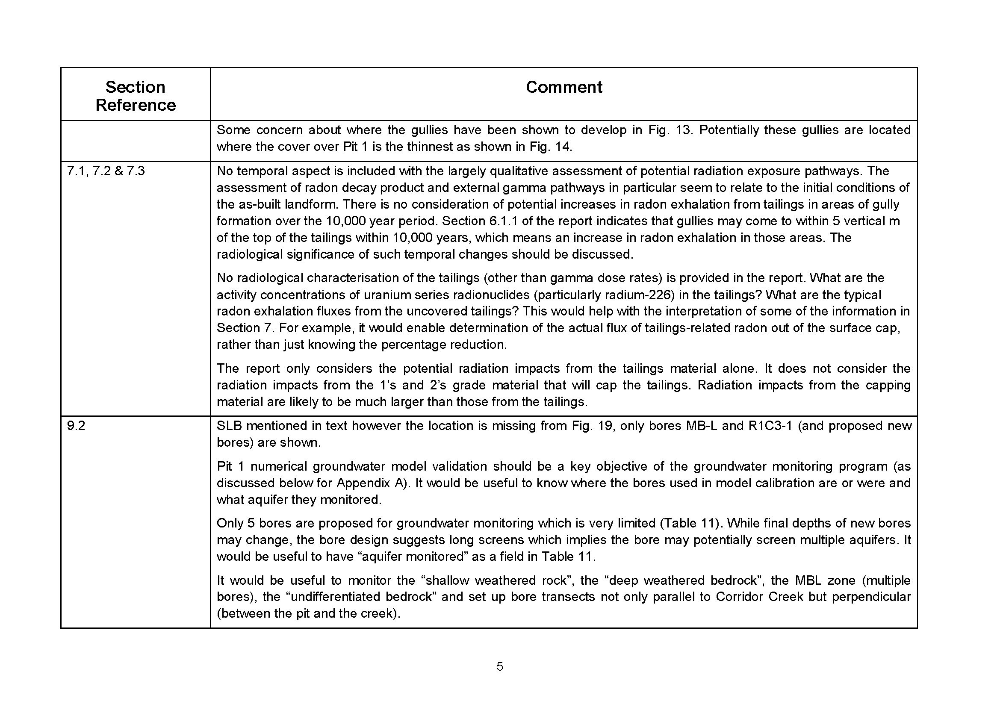 Section
Reference
Comment
Some concern about where the gullies have been shown to develop in Fig. 13. Potentially these gullies are located
where the cover over Pit 1 is the thinnest as shown in Fig. 14.
7.1, 7.2 & 7.3
No temporal aspect is included with the largely qualitative assessment of potential radiation exposure pathways. The
assessment of radon decay product and external gamma pathways in particular seem to relate to the initial conditions of
the as-built landform. There is no consideration of potential increases in radon exhalation from tailings in areas of gully
formation over the 10,000 year period. Section 6.1.1 of the report indicates that gullies may come to within 5 vertical m
of the top of the tailings within 10,000 years, which means an increase in radon exhalation in those areas. The
radiological significance of such temporal changes should be discussed.
No radiological characterisation of the tailings (other than gamma dose rates) is provided in the report. What are the
activity concentrations of uranium series radionuclides (particularly radium-226) in the tailings? What are the typical
radon exhalation fluxes from the uncovered tailings? This would help with the interpretation of some of the information in
Section 7. For example, it would enable determination of the actual flux of tailings-related radon out of the surface cap,
rather than just knowing the percentage reduction.
The report only considers the potential radiation impacts from the tailings material alone. It does not consider the
radiation impacts from the 1’s and 2’s grade material that will cap the tailings. Radiation impacts from the capping
material are likely to be much larger than those from the tailings.
9.2
SLB mentioned in text however the location is missing from Fig. 19, only bores MB-L and R1C3-1 (and proposed new
bores) are shown.
Pit 1 numerical groundwater model validation should be a key objective of the groundwater monitoring program (as
discussed below for Appendix A). It would be useful to know where the bores used in model calibration are or were and
what aquifer they monitored.
Only 5 bores are proposed for groundwater monitoring which is very limited (Table 11). While final depths of new bores
may change, the bore design suggests long screens which implies the bore may potentially screen multiple aquifers. It
would be useful to have “aquifer monitored” as a field in Table 11.
It would be useful to monitor the “shallow weathered rock”, the “deep weathered bedrock”, the MBL zone (multiple
bores), the “undifferentiated bedrock” and set up bore transects not only parallel to Corridor Creek but perpendicular
(between the pit and the creek).
5